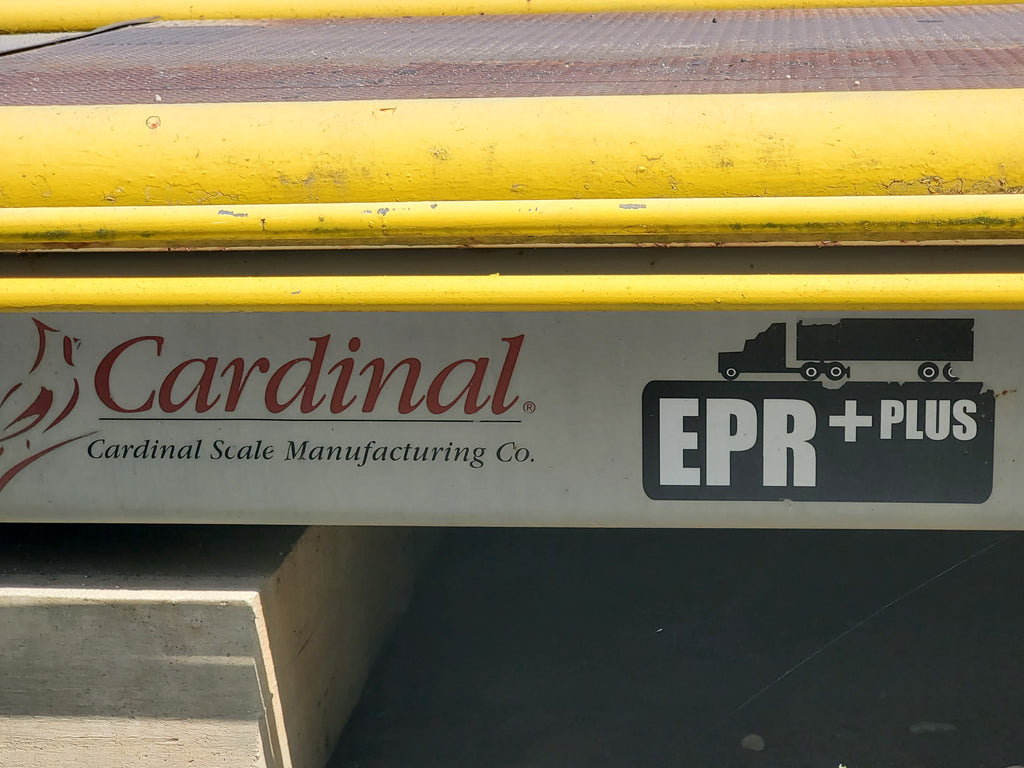 Cardinal®
Cardinal Scale Manufacturing Co.
EPR+PLUS